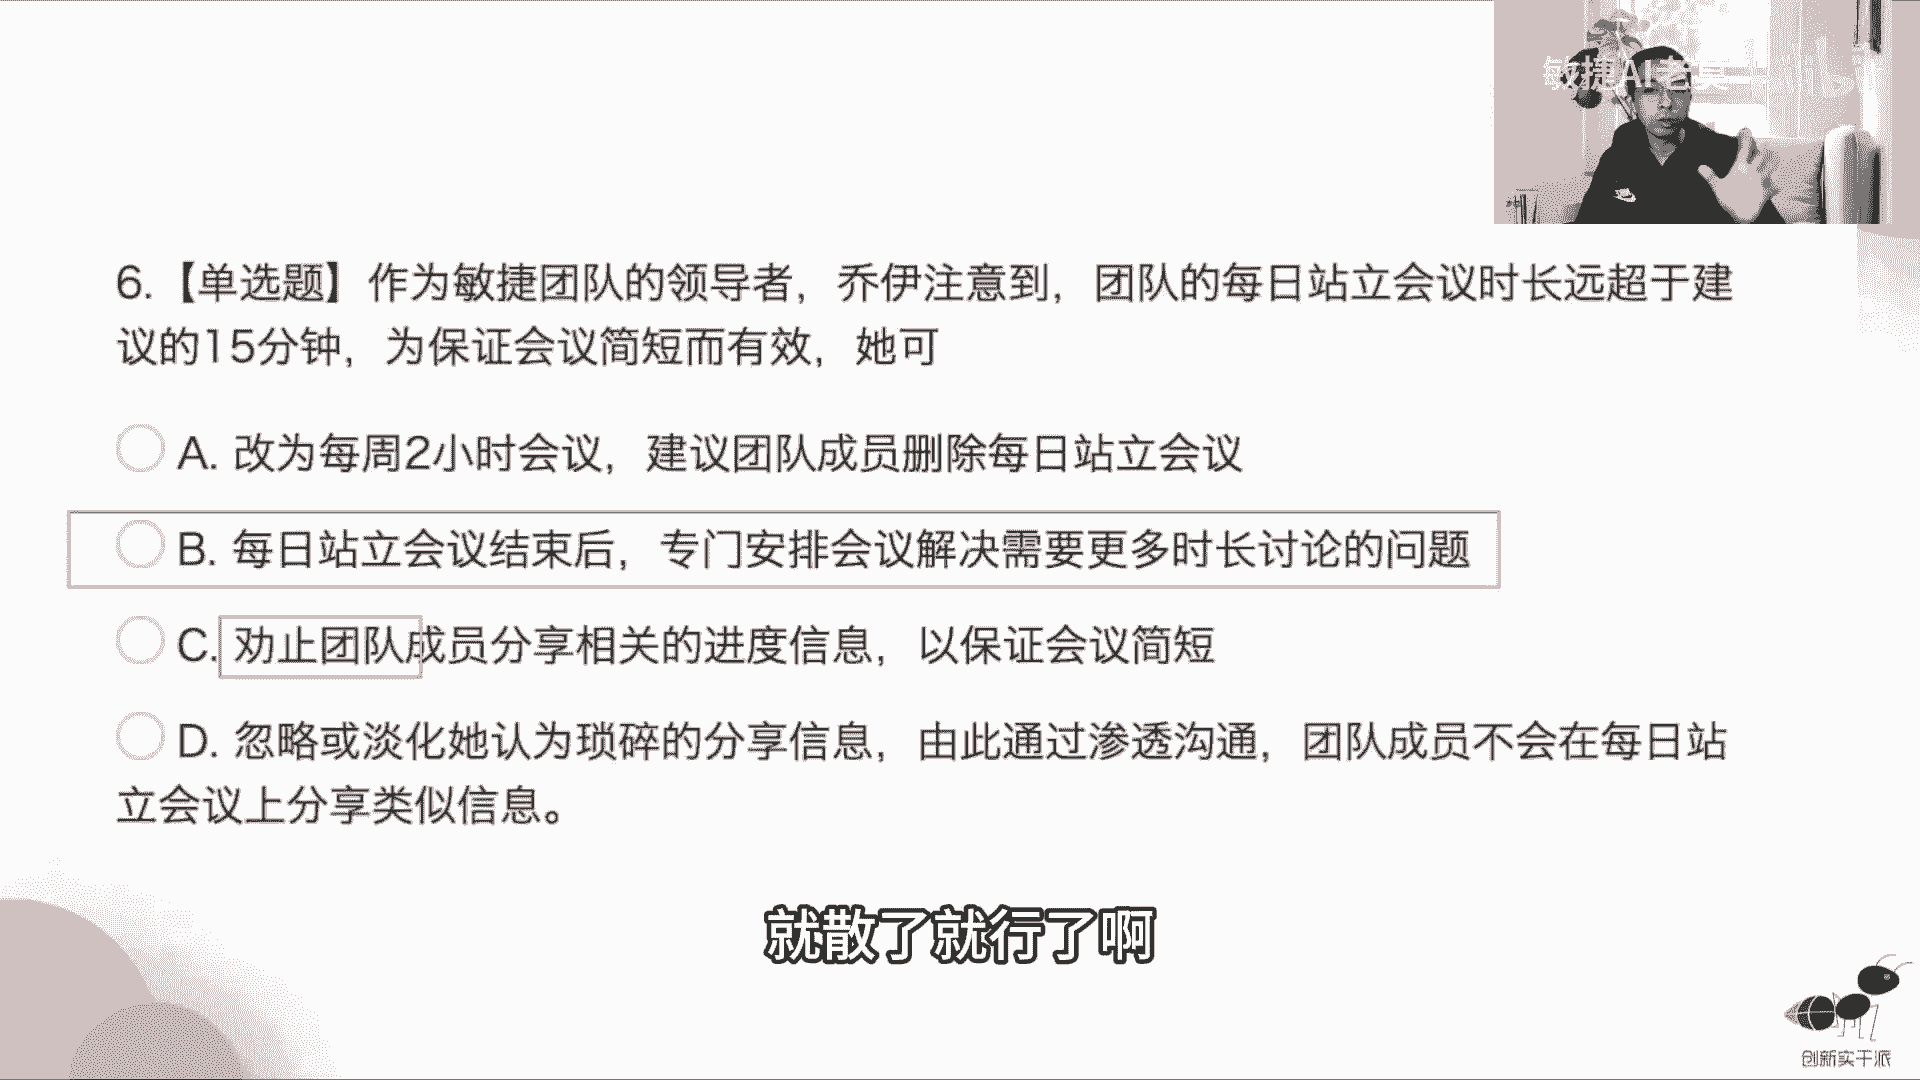 敏捷AI老莫
6.【单选题】作为敏捷团队的领导者，乔伊注意到，团队的每日站立会议时长远超于建
议的15分钟，为保证会议简短而有效，她可
A. 改为每周2小时会议，建议团队成员删除每日站立会议
B. 每日站立会议结束后，专门安排会议解决需要更多时长讨论的问题
C. 劝止团队成员分享相关的进度信息，以保证会议简短
D. 忽略或淡化她认为琐碎的分享信息，由此通过渗透沟通，团队成员不会在每日站
立会议上分享类似信息。
就散了就行了啊
创新实干派